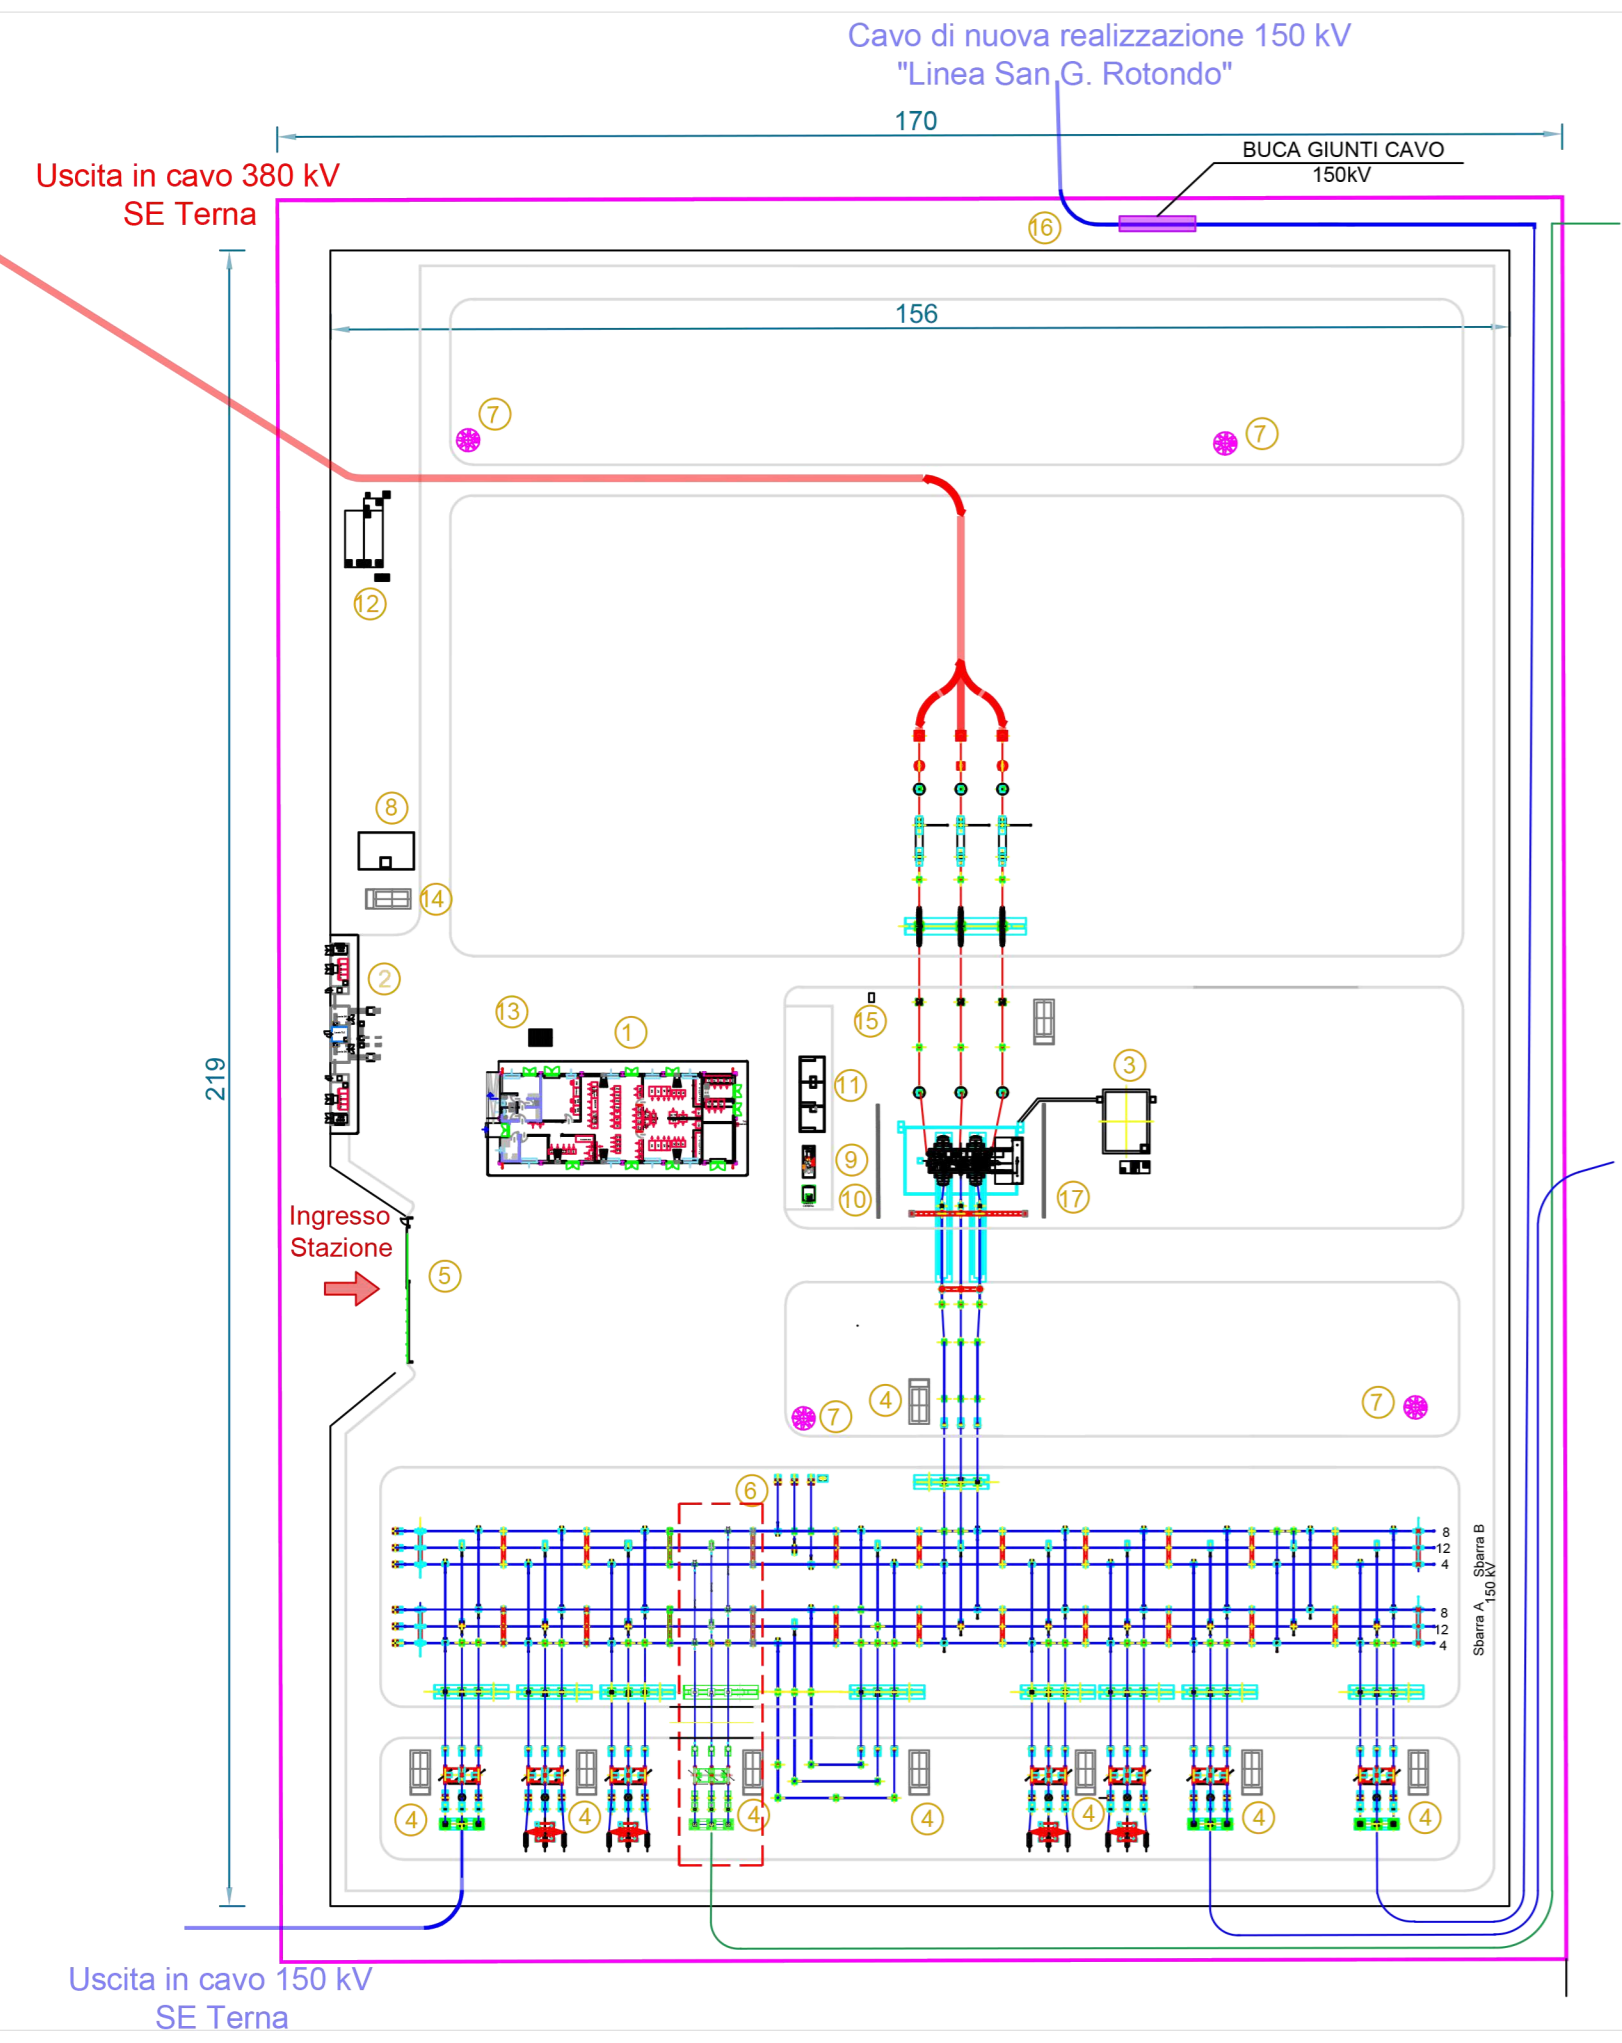 Cavo di nuova realizzazione 150 kV
"Linea San G. Rotondo"
170
BUCA GIUNTI CAVO
150kV
Uscita in cavo 380 kV
SE Terna
16
156
7
7
12
8
14
2
13
1
15
3
11
9
10
17
219
Ingresso
Stazione
5
4
7
7
6
8
12
4
Sbarra B
8
12
4
Sbarra A
150 kV
4
4
4
4
4
4
4
Uscita in cavo 150 kV
SE Terna